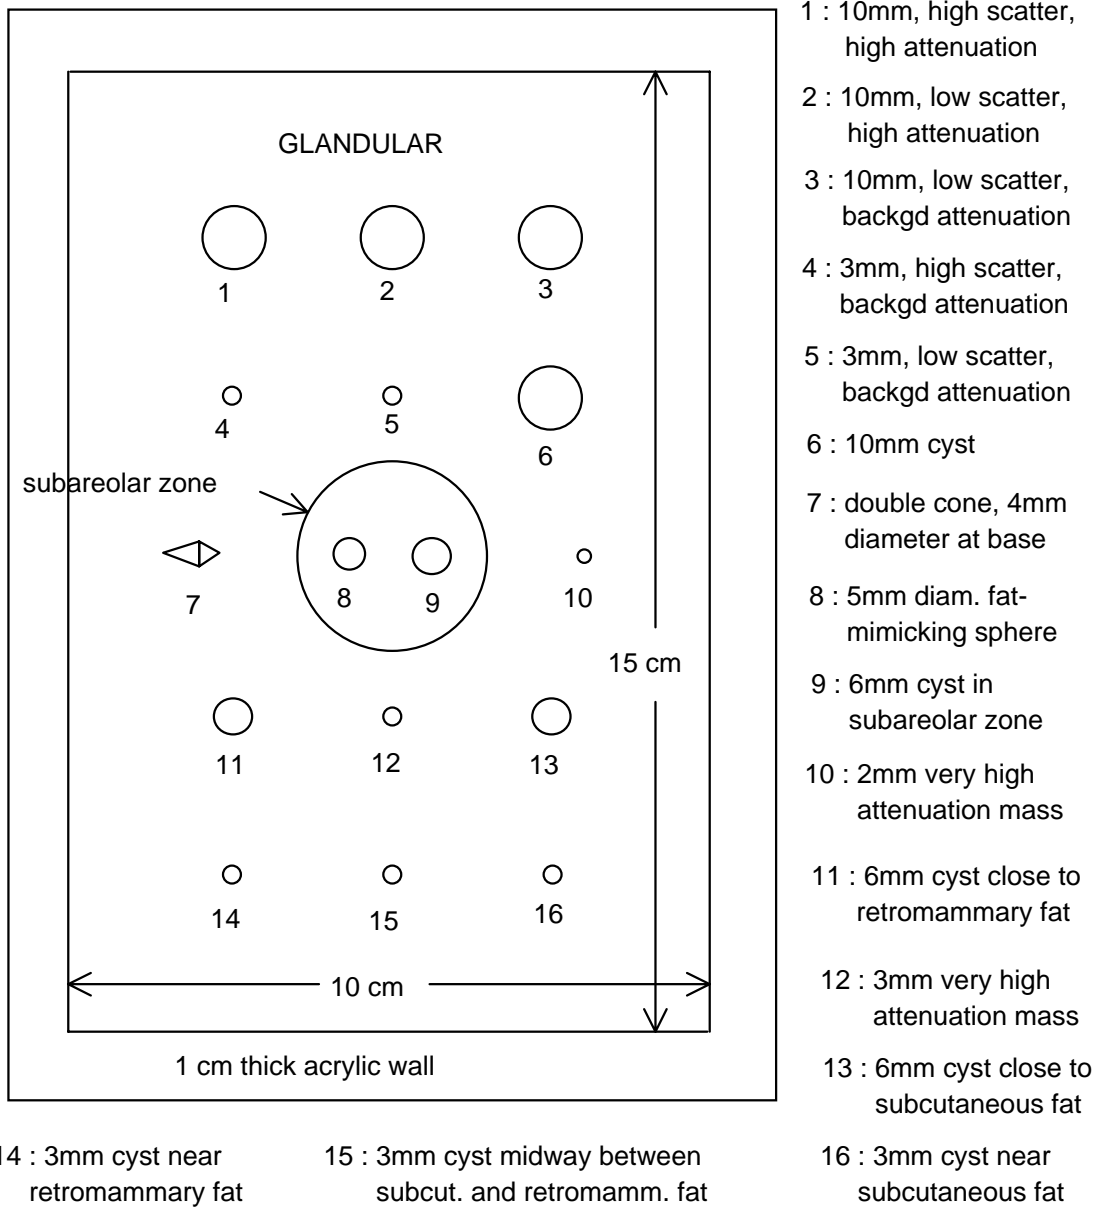 GLANDULAR
1
2
3
4
5
6
subareolar zone
7
8
9
10
15 cm
11
12
13
14
15
16
10 cm
1 cm thick acrylic wall
1 : 10mm, high scatter,
high attenuation
2 : 10mm, low scatter,
high attenuation
3 : 10mm, low scatter,
backgd attenuation
4 : 3mm, high scatter,
backgd attenuation
5 : 3mm, low scatter,
backgd attenuation
6 : 10mm cyst
7 : double cone, 4mm
diameter at base
8 : 5mm diam. fat-
mimicking sphere
9 : 6mm cyst in
subareolar zone
10 : 2mm very high
attenuation mass
11 : 6mm cyst close to
retromammary fat
12 : 3mm very high
attenuation mass
13 : 6mm cyst close to
subcutaneous fat
14 : 3mm cyst near
retromammary fat
15 : 3mm cyst midway between
subcut. and retromamm. fat
16 : 3mm cyst near
subcutaneous fat